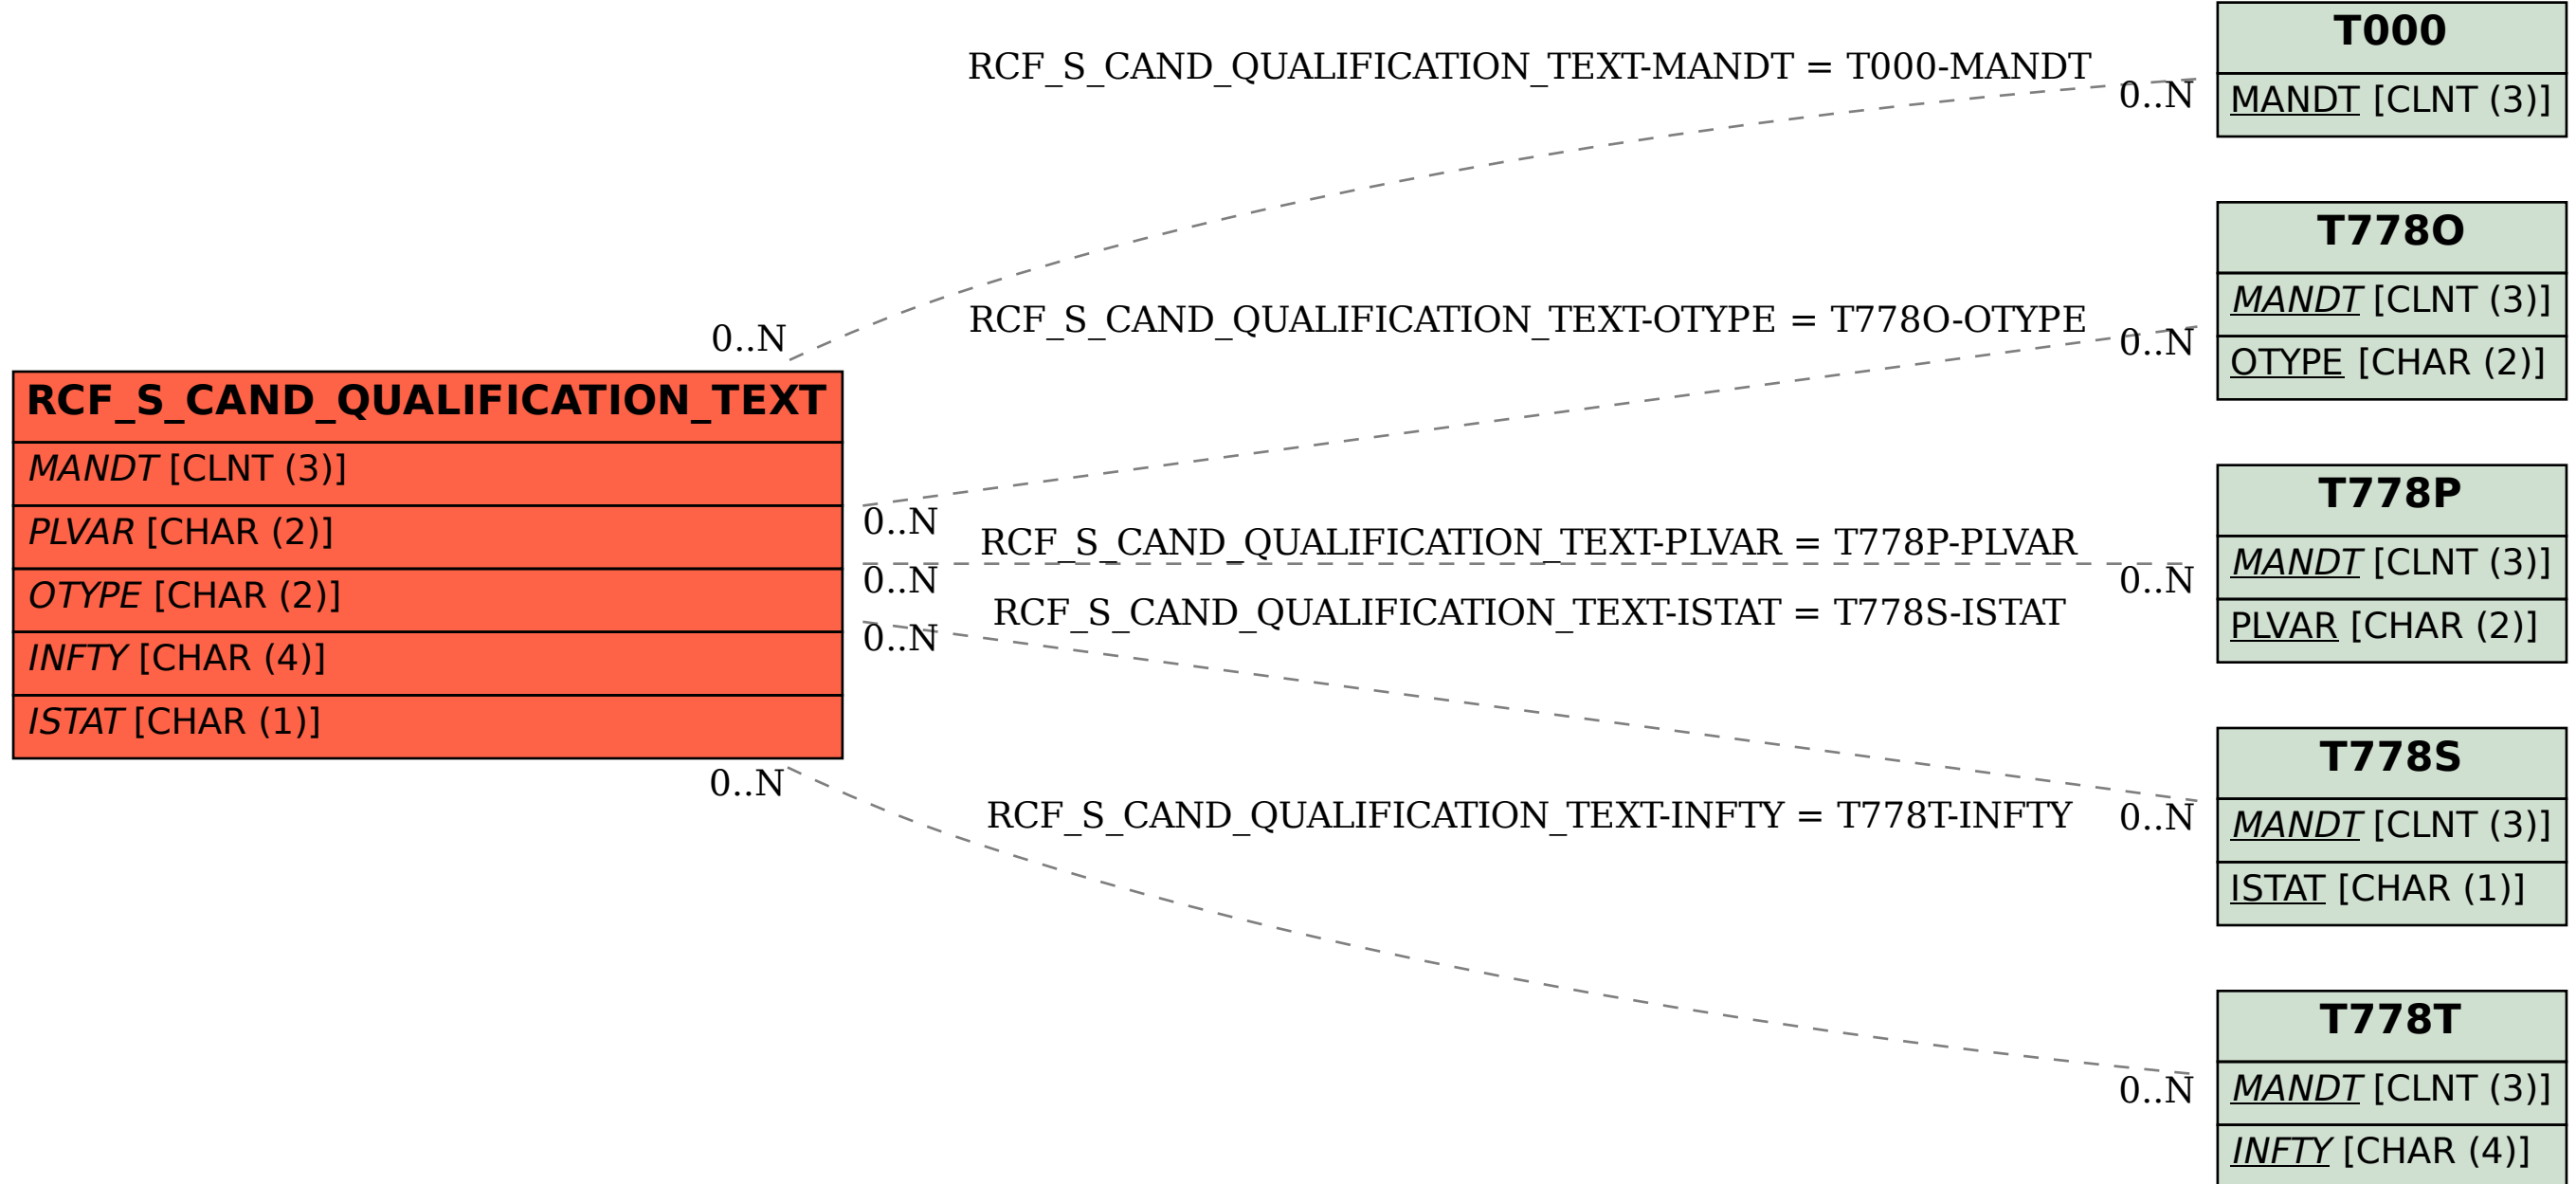 RCF_S_CAND_QUALIFICATION_TEXT
MANDT [CLNT (3)]
PLVAR [CHAR (2)]
OTYPE [CHAR (2)]
INFTY [CHAR (4)]
ISTAT [CHAR (1)]
RCF_S_CAND_QUALIFICATION_TEXT-MANDT = T000-MANDT
0..N
0..N
RCF_S_CAND_QUALIFICATION_TEXT-OTYPE = T778O-OTYPE
0..N
0..N
RCF_S_CAND_QUALIFICATION_TEXT-PLVAR = T778P-PLVAR
0..N
0..N
RCF_S_CAND_QUALIFICATION_TEXT-ISTAT = T778S-ISTAT
0..N
0..N
RCF_S_CAND_QUALIFICATION_TEXT-INFTY = T778T-INFTY
0..N
0..N
T000
MANDT [CLNT (3)]
T778O
MANDT [CLNT (3)]
OTYPE [CHAR (2)]
T778P
MANDT [CLNT (3)]
PLVAR [CHAR (2)]
T778S
MANDT [CLNT (3)]
ISTAT [CHAR (1)]
T778T
MANDT [CLNT (3)]
INFTY [CHAR (4)]